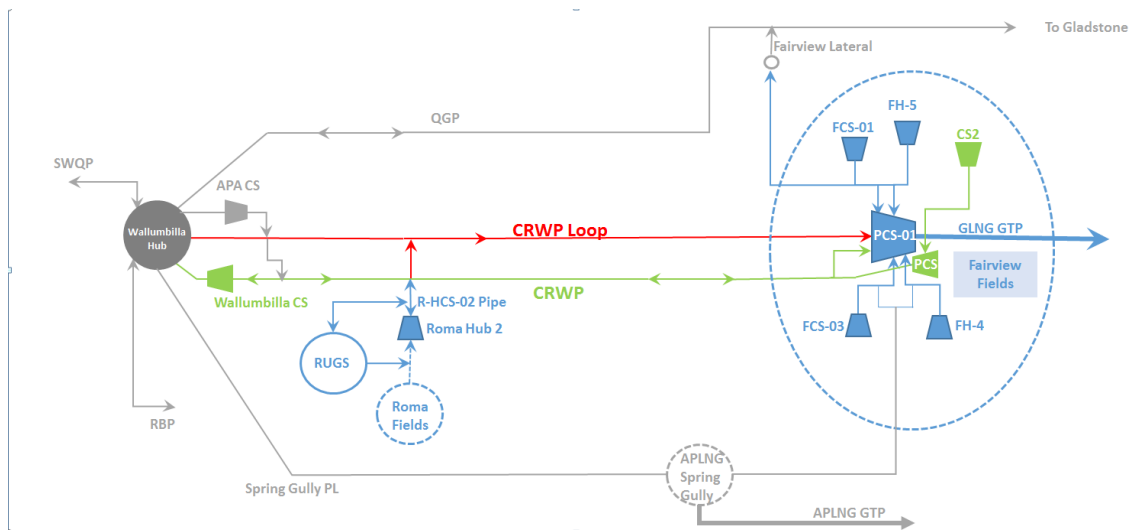 To Gladstone
Fairview Lateral
FH-5
QGP
FCS-01
CS2
SWQP
APA CS
Wallumbilla
Hub
CRWP Loop
PCS-01
GLNG GTP
PCS
Wallumbilla CS
CRWP
Fairview
Fields
R-HCS-02 Pipe
Roma Hub 2
FCS-03
FH-4
RUGS
Roma
Fields
RBP
APLNG
Spring
Gully
Spring Gully PL
APLNG GTP